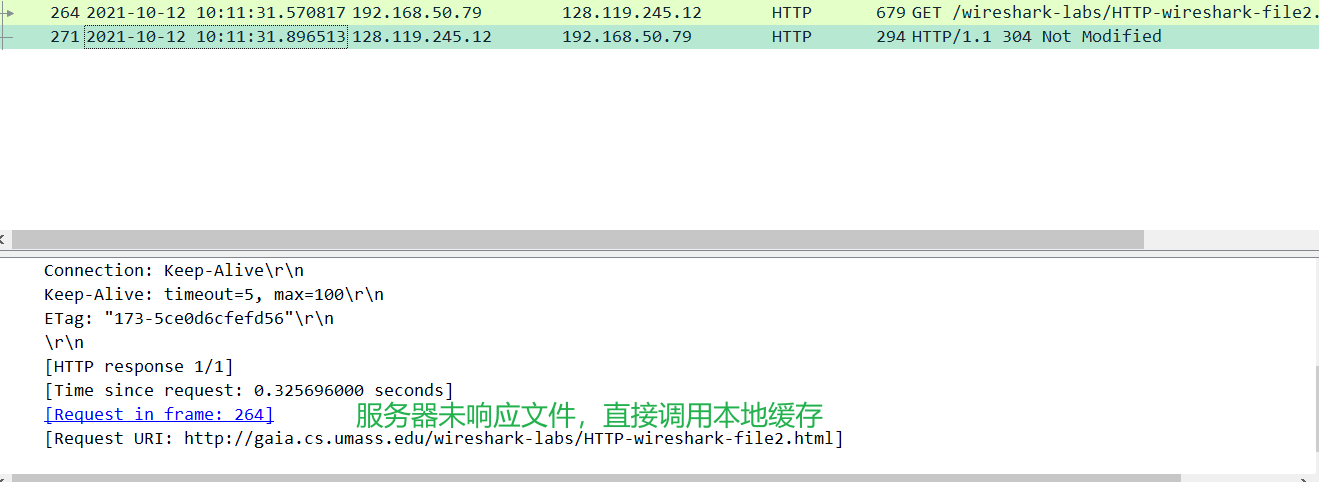 264 2021-10-12 10:11:31.570817 192.168.50.79 128.119.245.12 HTTP 679 GET /wireshark-labs/HTTP-wireshark-file2.
271 2021-10-12 10:11:31.896513 128.119.245.12 192.168.50.79 HTTP 294 HTTP/1.1 304 Not Modified
Connection: Keep-Alive\r\n
Keep-Alive: timeout=5, max=100\r\n
ETag: "173-5ce0d6cfefd56"\r\n
\r\n
[HTTP response 1/1]
[Time since request: 0.325696000 seconds]
[Request in frame: 264]
服务器未响应文件，直接调用本地缓存
[Request URI: http://gaia.cs.umass.edu/wireshark-labs/HTTP-wireshark-file2.html]